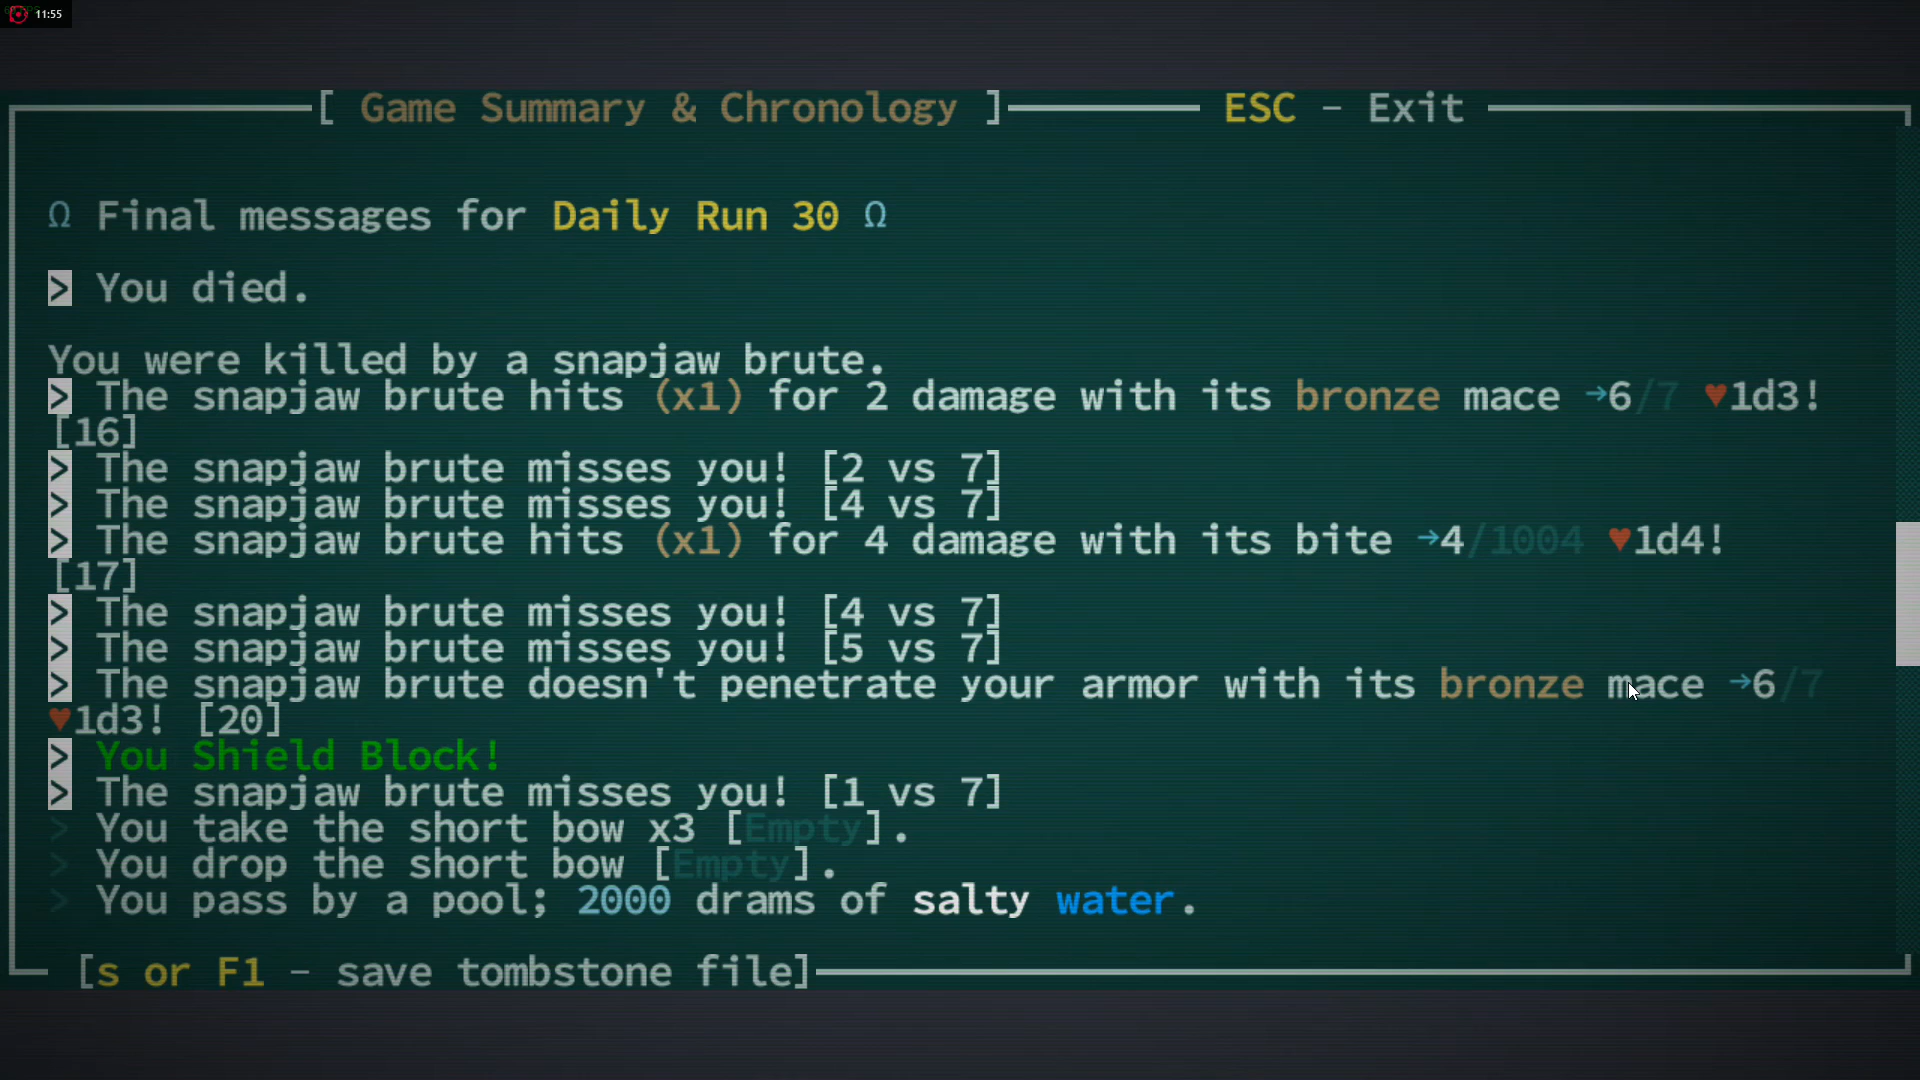 11:55
[ Game Summary & Chronology ] ESC - Exit
Ω Final messages for Daily Run 30 Ω
> You died.
You were killed by a snapjaw brute.
> The snapjaw brute hits (x1) for 2 damage with its bronze mace →6/7 ♥1d3!
[16]
> The snapjaw brute misses you! [2 vs 7]
> The snapjaw brute misses you! [4 vs 7]
> The snapjaw brute hits (x1) for 4 damage with its bite →4/1004 ♥1d4!
[17]
> The snapjaw brute misses you! [4 vs 7]
> The snapjaw brute misses you! [5 vs 7]
> The snapjaw brute doesn't penetrate your armor with its bronze mace →6/7
♥1d3! [20]
> You Shield Block!
> The snapjaw brute misses you! [1 vs 7]
> You take the short bow x3 [Empty].
> You drop the short bow [Empty].
> You pass by a pool; 2000 drams of salty water.
[s or F1 - save tombstone file]